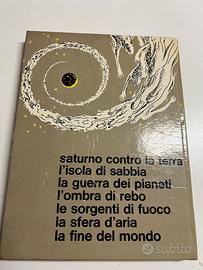 saturno contro la terra
l'isola di sabbia
la guerra dei pianeti
l'ombra di rebo
le sorgenti di fuoco
la sfera d'aria
la fine del mondo
subito